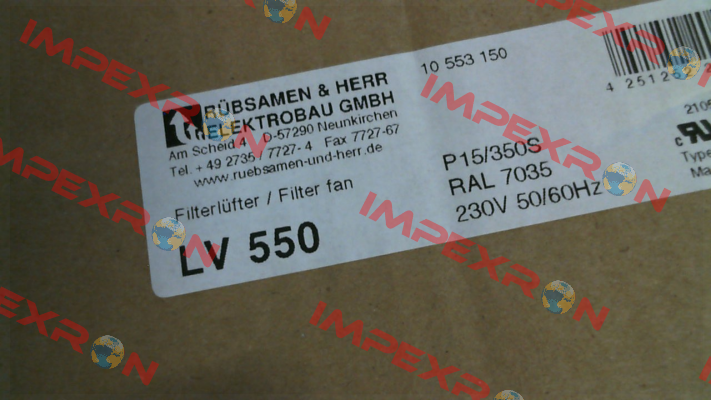 RÜBSAMEN & HERR
ELEKTROBAU GMBH
Am Scheid 4 D-57290 Neunkirchen
Tel. +49 2735 / 7727- 4 Fax 7727-67
www.ruebsamen-und-herr.de
Filterlüfter / Filter fan
LV 550
10 553 150
P15/350S
RAL 7035
230V 50/60Hz
IMPEXRON
IMPEXRON
IMPEXRON
IMPEXRON
IMPEXRON
IMPEXRON